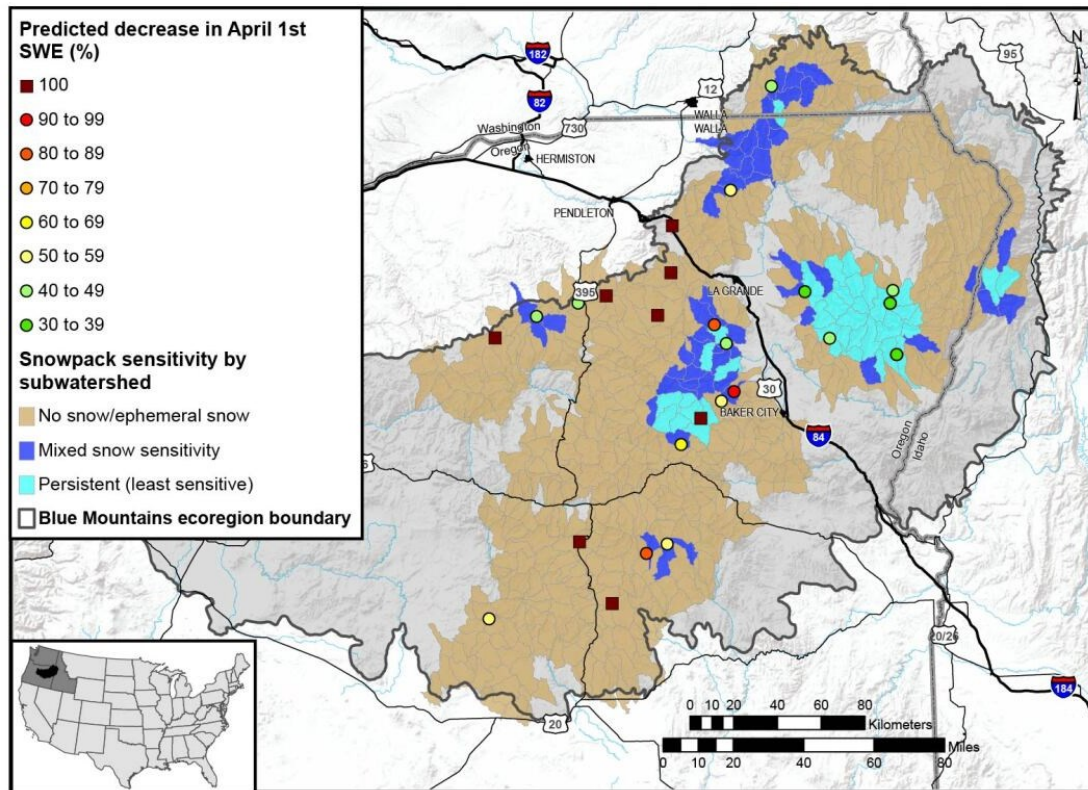 Predicted decrease in April 1st
SWE (%)
100
90 to 99
80 to 89
70 to 79
60 to 69
50 to 59
40 to 49
30 to 39
Snowpack sensitivity by
subwatershed
No snow/ephemeral snow
Mixed snow sensitivity
Persistent (least sensitive)
Blue Mountains ecoregion boundary
182
95
N
82
12
WALLA
WALLA
Washington
730
Oregon
HERMISTON
PENDLETON
395
LA GRANDE
30
BAKER CITY
84
Oregon
Idaho
6
20/26
184
20
0 10 20 40 60 80
Kilometers
Miles
0 10 20 40 60 80